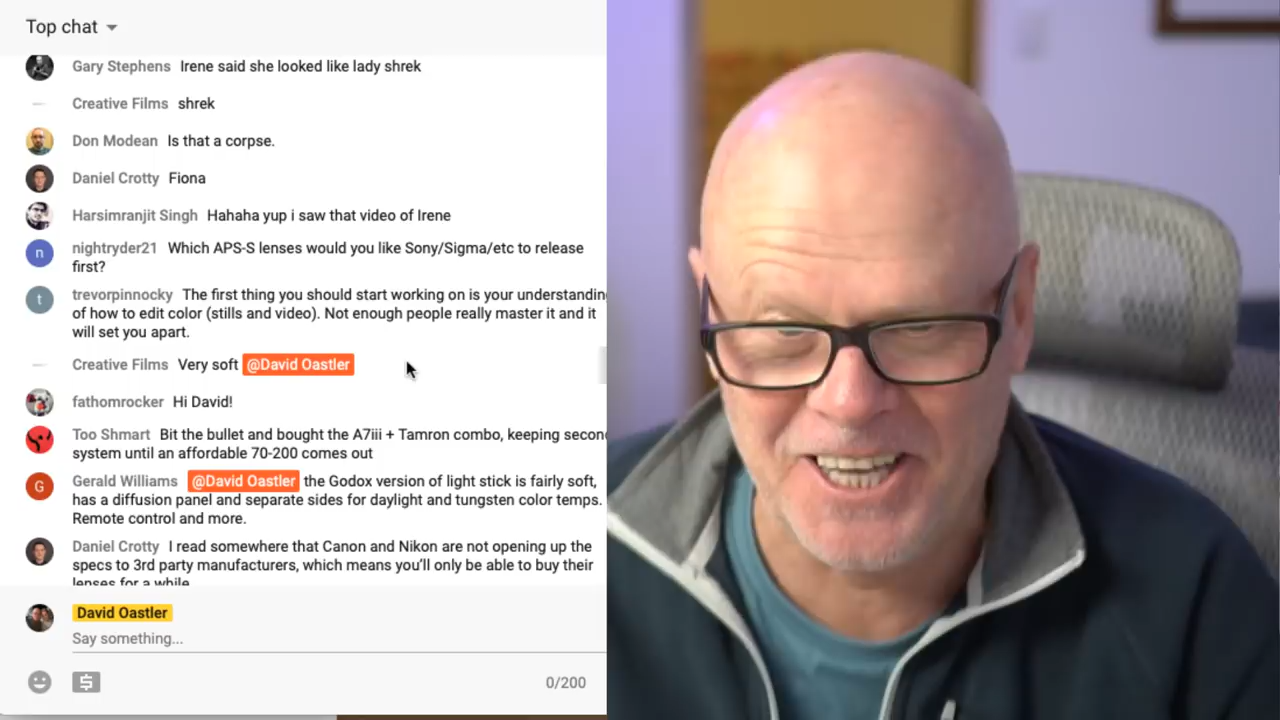 Top chat
Gary Stephens Irene said she looked like lady shrek
Creative Films shrek
Don Modean Is that a corpse.
Daniel Crotty Fiona
Harsimranjit Singh Hahaha yup i saw that video of Irene
nightryder21 Which APS-S lenses would you like Sony/Sigma/etc to release
first?
trevorpinnocky The first thing you should start working on is your understanding
of how to edit color (stills and video). Not enough people really master it and it
will set you apart.
Creative Films Very soft @David Oastler
fathomrocker Hi David!
Too Shmart Bit the bullet and bought the A7iii + Tamron combo, keeping second
system until an affordable 70-200 comes out
Gerald Williams @David Oastler the Godox version of light stick is fairly soft,
has a diffusion panel and separate sides for daylight and tungsten color temps.
Remote control and more.
Daniel Crotty I read somewhere that Canon and Nikon are not opening up the
specs to 3rd party manufacturers, which means you'll only be able to buy their
lenses for a while
David Oastler
Say something...
0/200